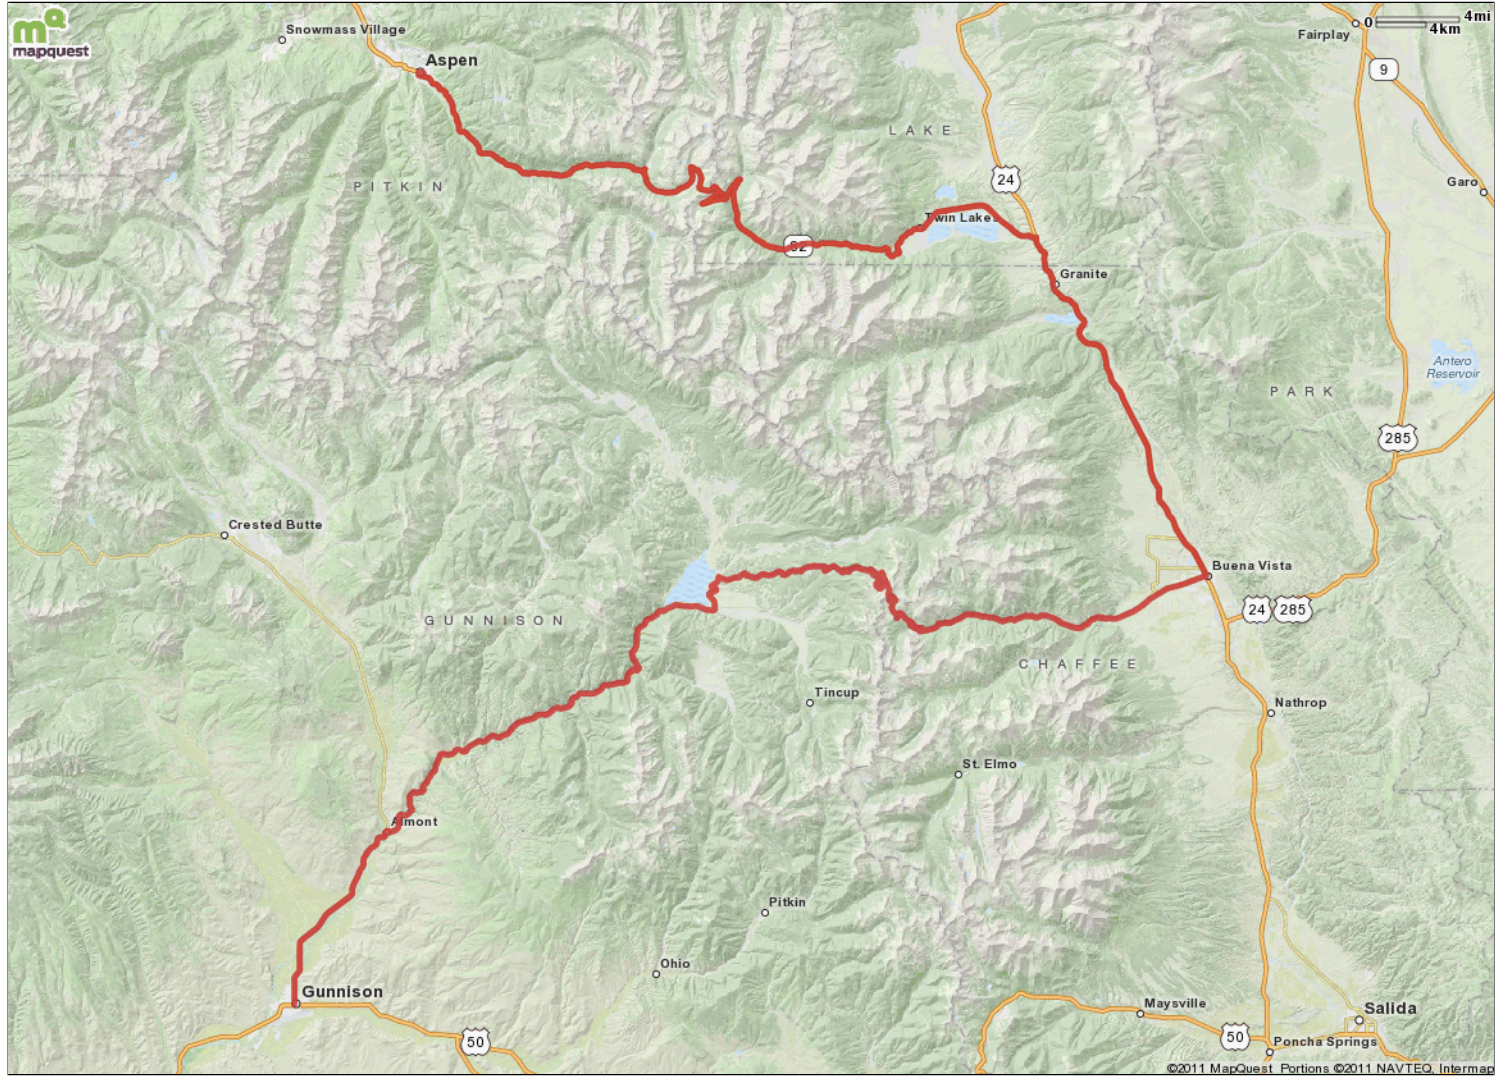 mq
mapquest
Snowmass Village
Aspen
Fairplay
0
4mi
4km
9
LAKE
24
PITKIN
Garo
Twin Lakes
82
Granite
Antero
Reservoir
PARK
285
Crested Butte
Buena Vista
24
285
GUNNISON
CHAFFEE
Tincup
Nathrop
St. Elmo
Almont
Pitkin
Ohio
Gunnison
Maysville
Salida
50
50
Poncha Springs
©2011 MapQuest Portions ©2011 NAVTEQ, Intermap